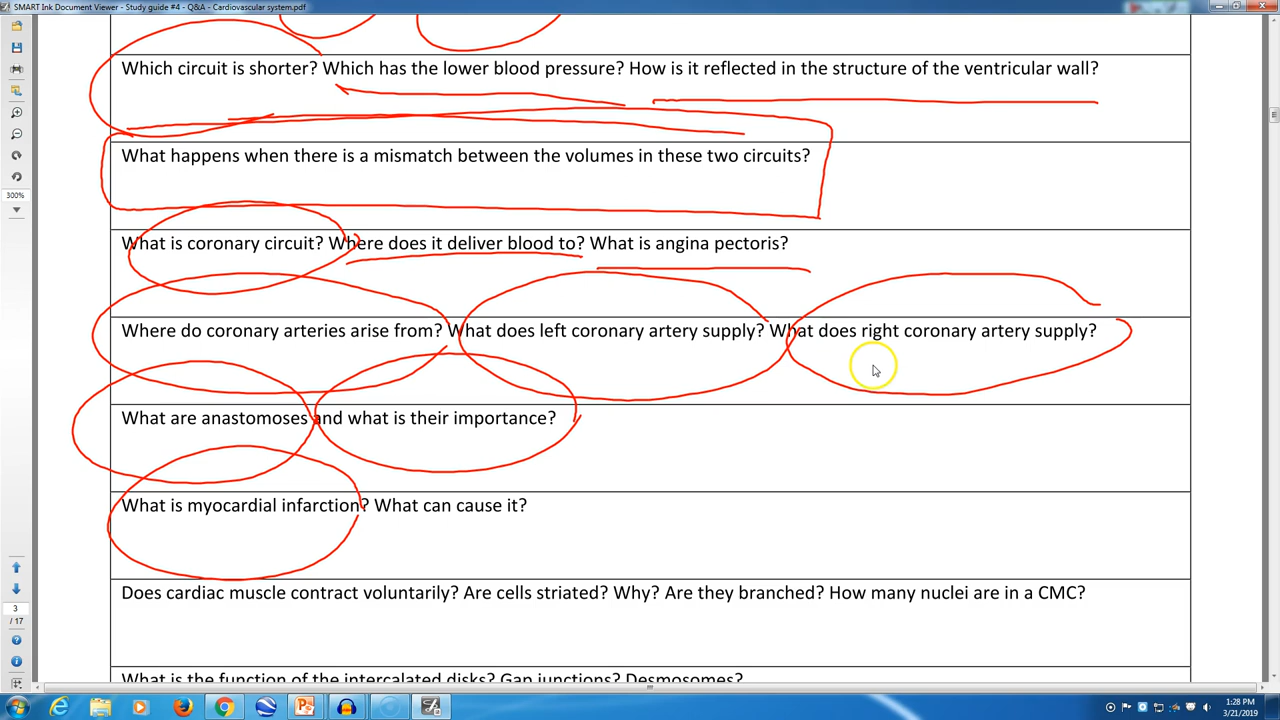 SMART Ink Document Viewer - Study guide #4 - Q&A - Cardiovascular system.pdf
Which circuit is shorter? Which has the lower blood pressure? How is it reflected in the structure of the ventricular wall?
What happens when there is a mismatch between the volumes in these two circuits?
300%
What is coronary circuit? Where does it deliver blood to? What is angina pectoris?
Where do coronary arteries arise from? What does left coronary artery supply? What does right coronary artery supply?
What are anastomoses and what is their importance?
What is myocardial infarction? What can cause it?
Does cardiac muscle contract voluntarily? Are cells striated? Why? Are they branched? How many nuclei are in a CMC?
3
/ 17
What is the function of the intercalated disks? Gap junctions? Desmosomes?
1:28 PM
3/21/2019